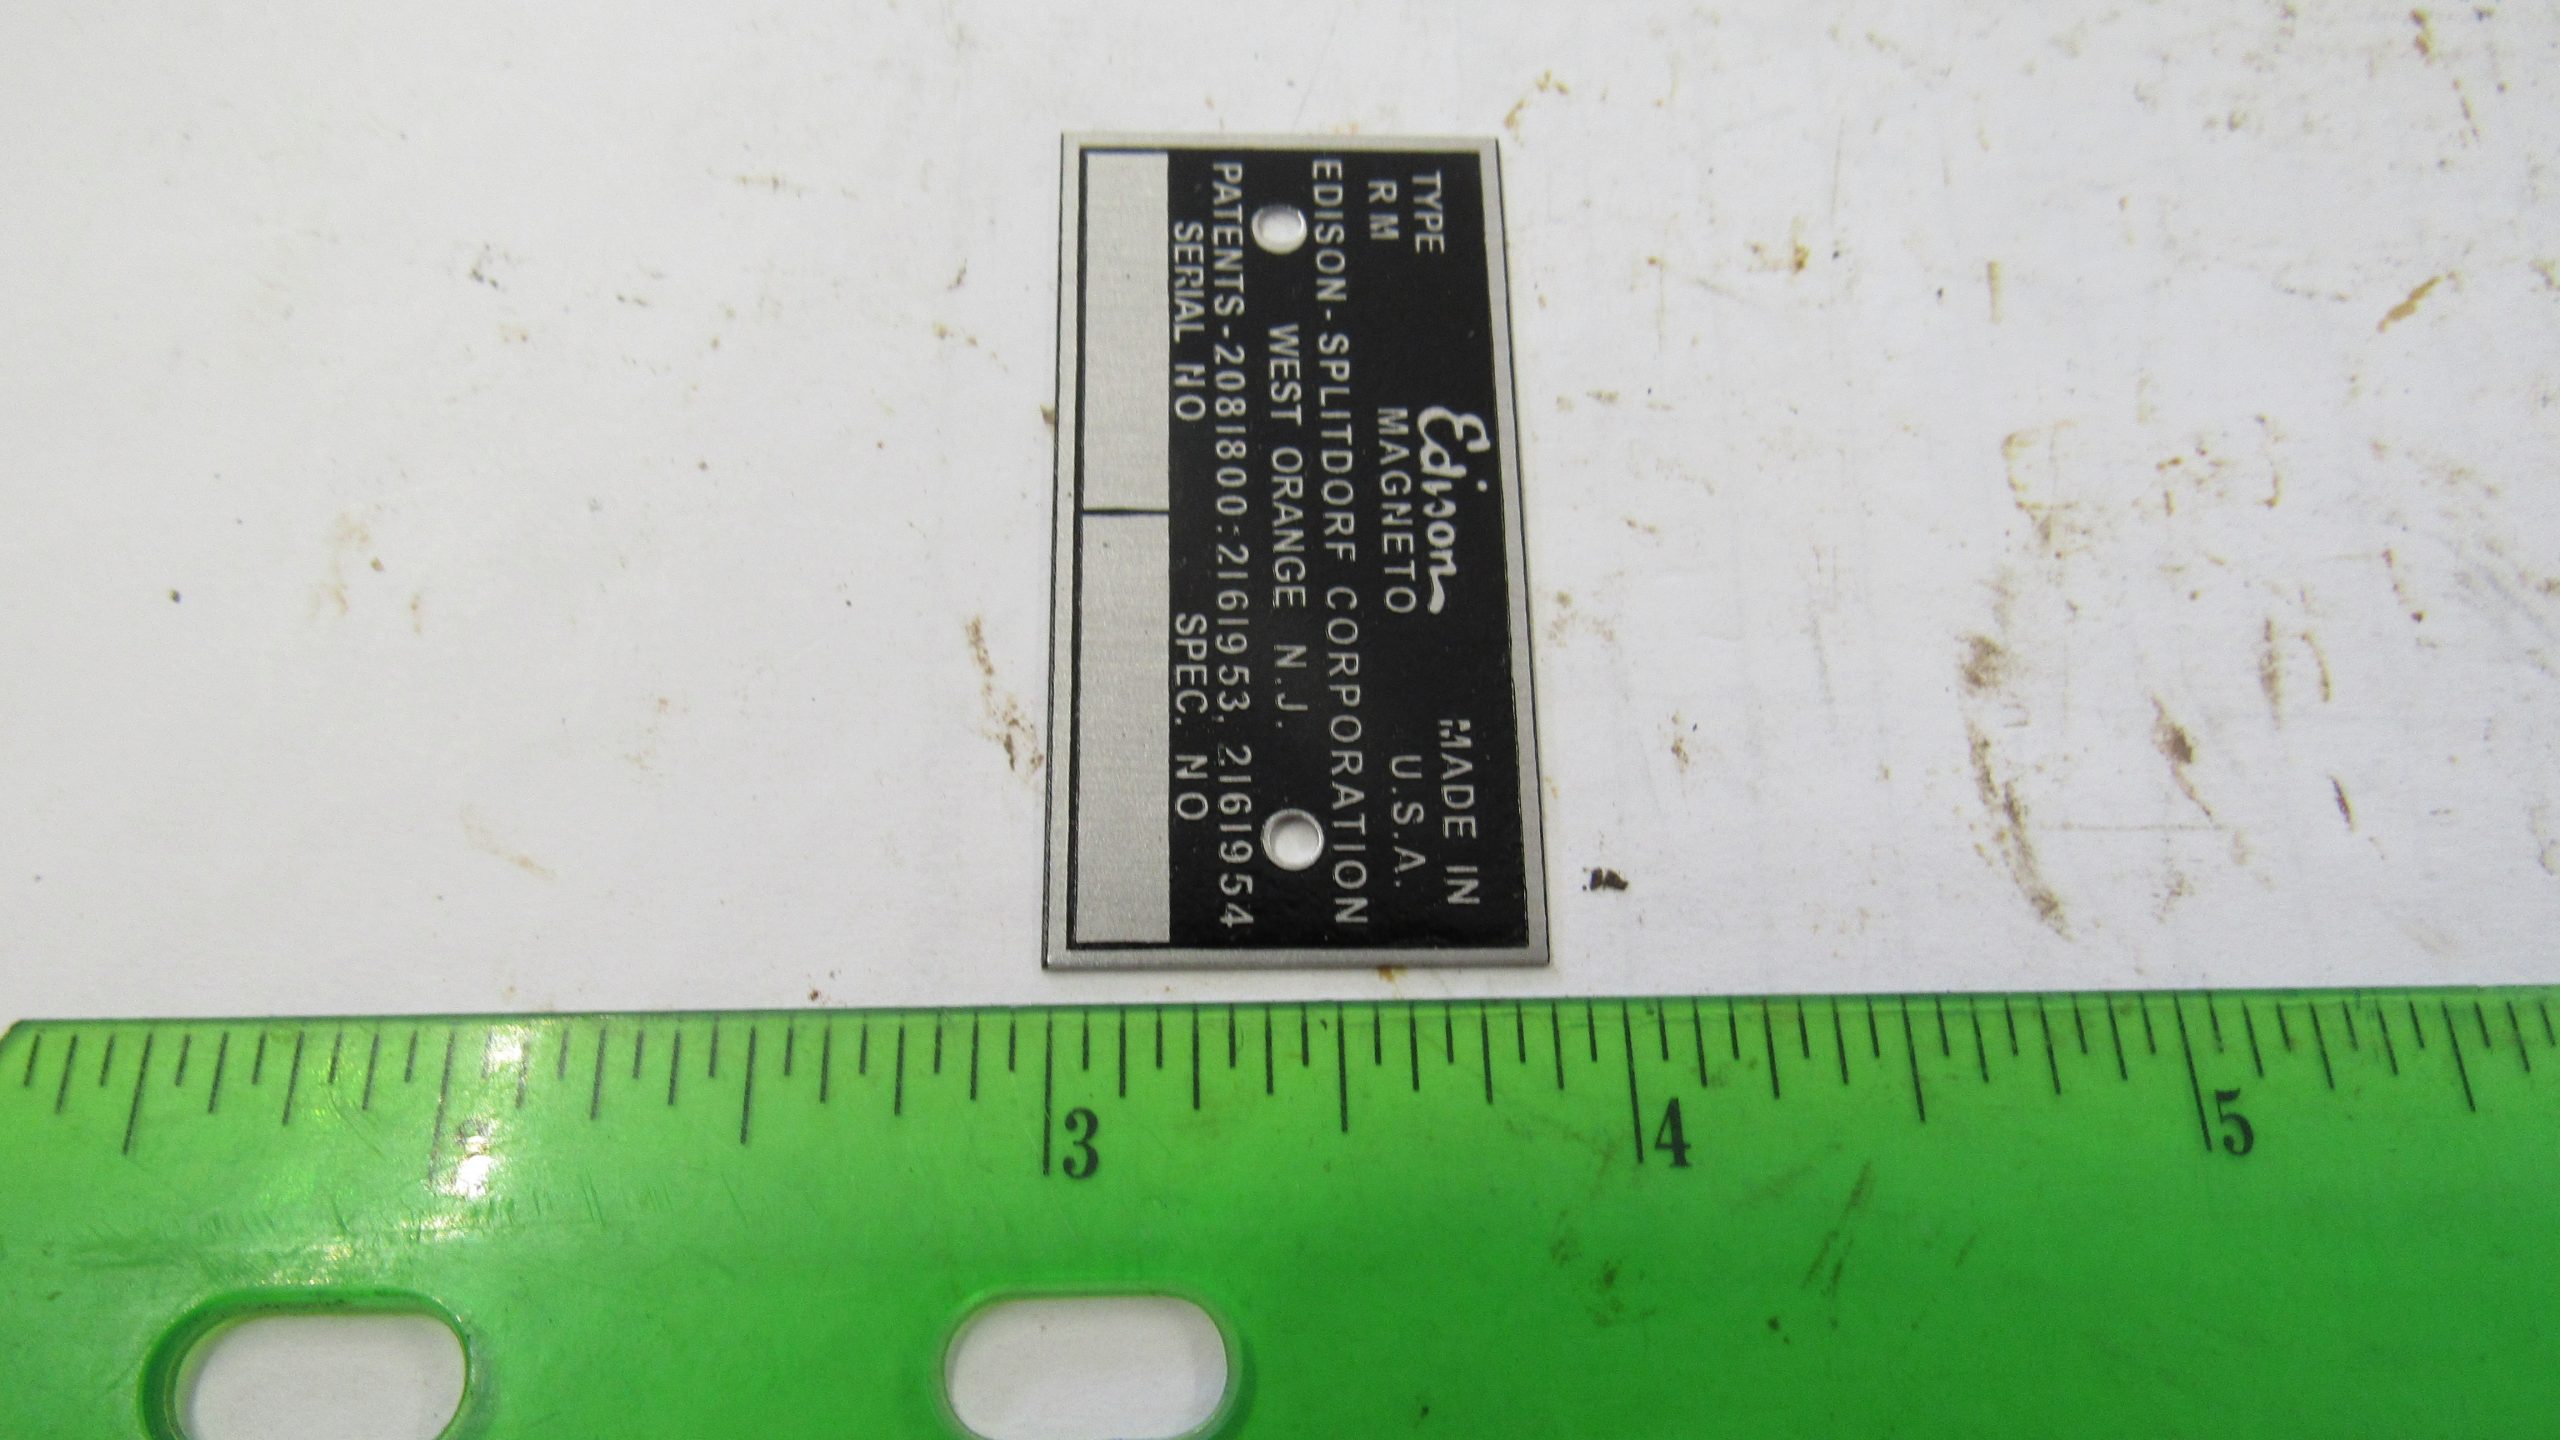 TYPE Edison MADE IN
RM MAGNETO U.S.A.
EDISON-SPLITDORF CORPORATION
WEST ORANGE N.J.
PATENTS-2081800:2161953, 2161954
SERIAL NO SPEC. NO
3 4 5